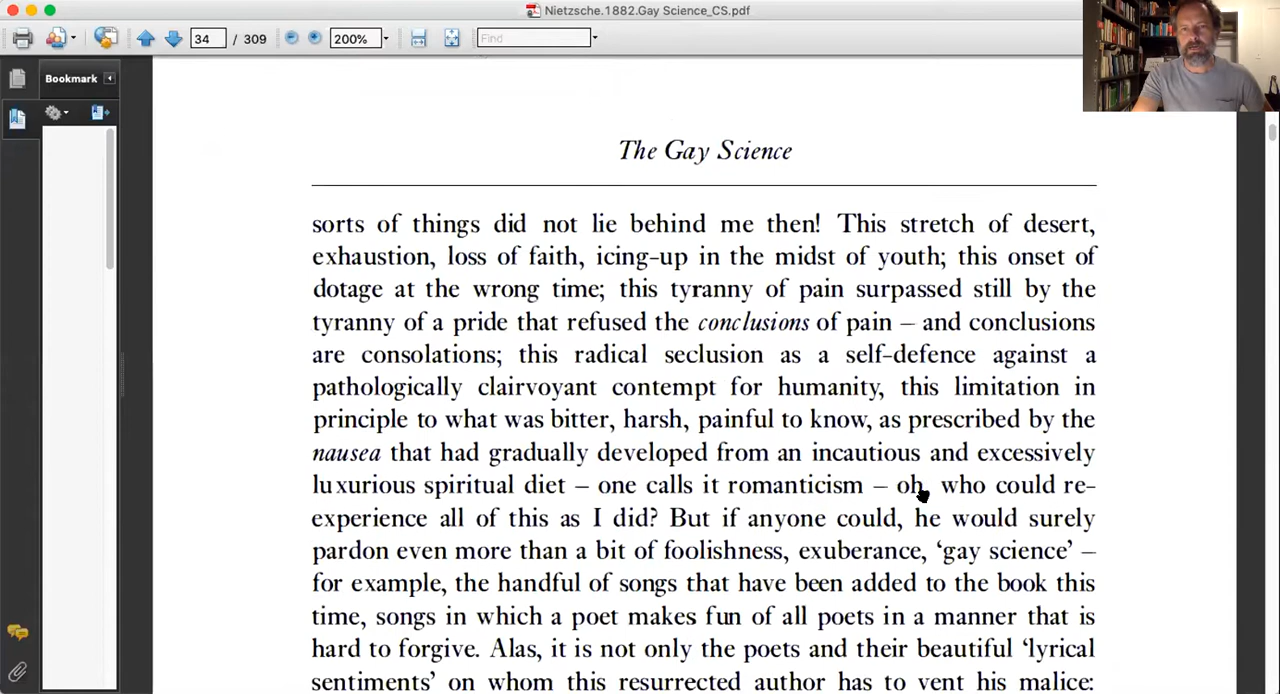 Nietzsche.1882.Gay Science_CS.pdf
34 / 309 200% Find
Bookmark
The Gay Science
sorts of things did not lie behind me then! This stretch of desert,
exhaustion, loss of faith, icing-up in the midst of youth; this onset of
dotage at the wrong time; this tyranny of pain surpassed still by the
tyranny of a pride that refused the conclusions of pain – and conclusions
are consolations; this radical seclusion as a self-defence against a
pathologically clairvoyant contempt for humanity, this limitation in
principle to what was bitter, harsh, painful to know, as prescribed by the
nausea that had gradually developed from an incautious and excessively
luxurious spiritual diet – one calls it romanticism – oh, who could re-
experience all of this as I did? But if anyone could, he would surely
pardon even more than a bit of foolishness, exuberance, ‘gay science’ –
for example, the handful of songs that have been added to the book this
time, songs in which a poet makes fun of all poets in a manner that is
hard to forgive. Alas, it is not only the poets and their beautiful ‘lyrical
sentiments’ on whom this resurrected author has to vent his malice: